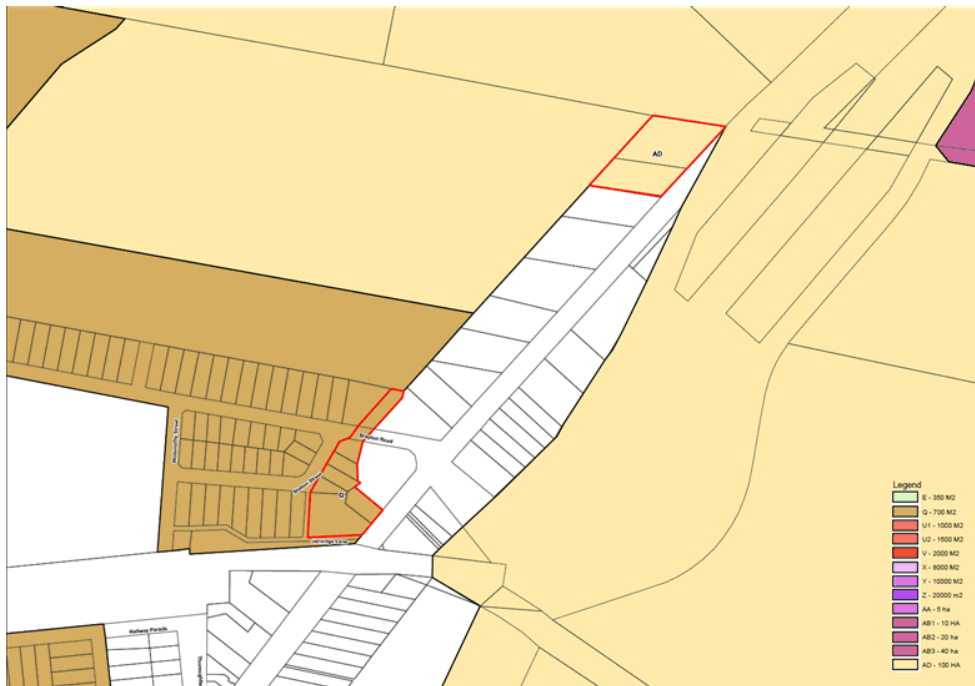 AD
Brayton Road
Station Street
Q
Railway Parade
Legend
E - 350 M2
Q - 700 M2
U1 - 1000 M2
U2 - 1500 M2
V - 2000 M2
X - 8000 M2
Y - 10000 M2
Z - 20000 m2
AA - 5 ha
AB1 - 10 HA
AB2 - 20 ha
AB3 - 40 ha
AD - 100 HA